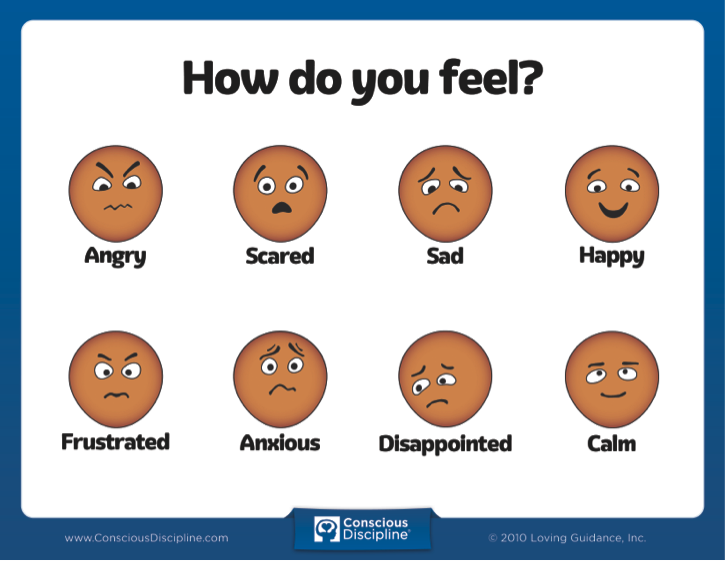 How do you feel?
Angry Scared Sad Happy
Frustrated Anxious Disappointed Calm
www.ConsciousDiscipline.com
Conscious
Discipline®
© 2010 Loving Guidance, Inc.